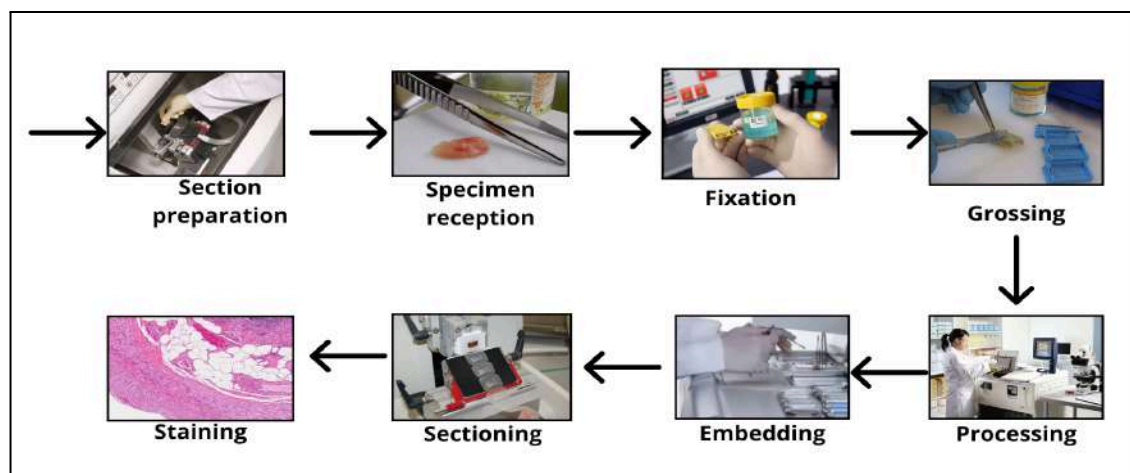 Section
preparation
Specimen
reception
Fixation
Grossing
Staining
Sectioning
Embedding
Processing